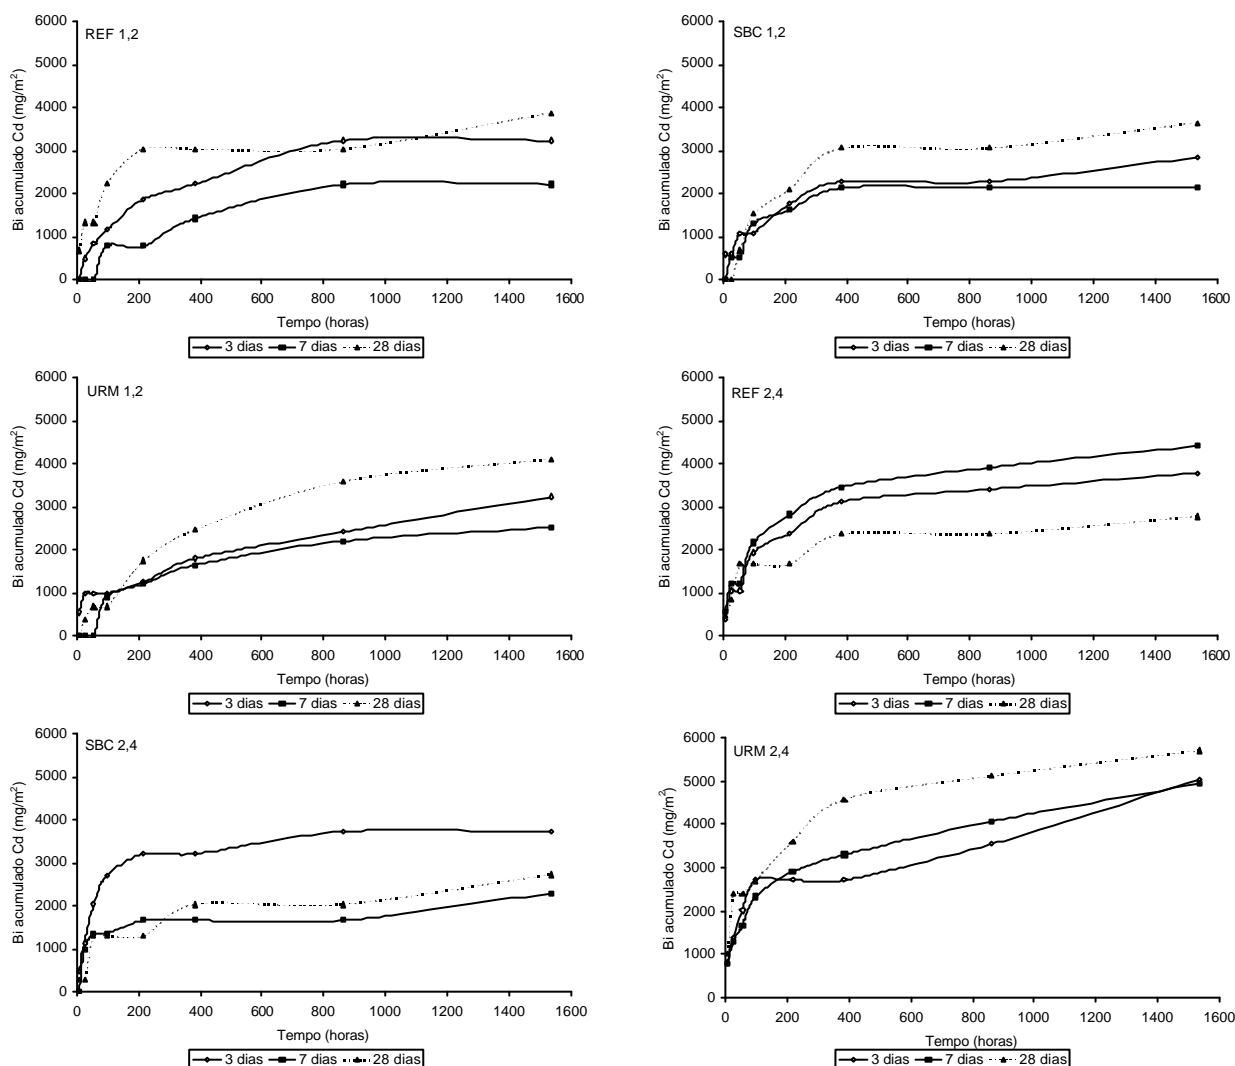 REF 1,2
Bi acumulado Cd (mg/m²)
6000
5000
4000
3000
2000
1000
0
0 200 400 600 800 1000 1200 1400 1600
Tempo (horas)
3 dias 7 dias 28 dias
SBC 1,2
Bi acumulado Cd (mg/m²)
6000
5000
4000
3000
2000
1000
0
0 200 400 600 800 1000 1200 1400 1600
Tempo (horas)
3 dias 7 dias 28 dias
URM 1,2
Bi acumulado Cd (mg/m²)
6000
5000
4000
3000
2000
1000
0
0 200 400 600 800 1000 1200 1400 1600
Tempo (horas)
3 dias 7 dias 28 dias
REF 2,4
Bi acumulado Cd (mg/m²)
6000
5000
4000
3000
2000
1000
0
0 200 400 600 800 1000 1200 1400 1600
Tempo (horas)
3 dias 7 dias 28 dias
SBC 2,4
Bi acumulado Cd (mg/m²)
6000
5000
4000
3000
2000
1000
0
0 200 400 600 800 1000 1200 1400 1600
Tempo (horas)
3 dias 7 dias 28 dias
URM 2,4
Bi acumulado Cd (mg/m²)
6000
5000
4000
3000
2000
1000
0
0 200 400 600 800 1000 1200 1400 1600
Tempo (horas)
3 dias 7 dias 28 dias